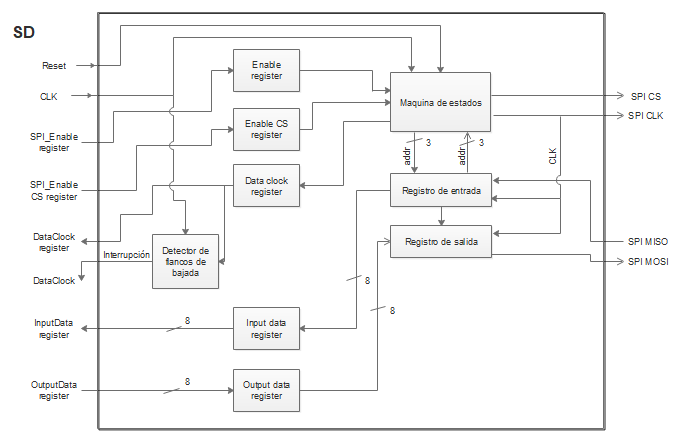 SD
Reset
CLK
SPI_Enable
register
SPI_Enable
CS register
DataClock
register
Interrupción
DataClock
InputData
register
OutputData
register
Enable
register
Enable CS
register
Data clock
register
Detector de
flancos de
bajada
Input data
register
Output data
register
8
8
8
8
Maquina de estados
addr
3
addr
3
CLK
Registro de entrada
Registro de salida
SPI CS
SPI CLK
SPI MISO
SPI MOSI